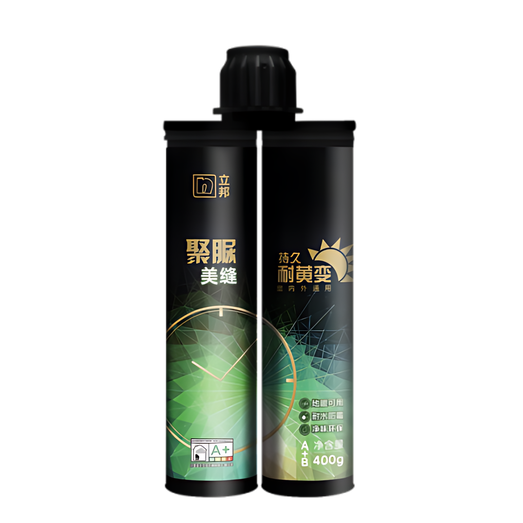 立邦
聚脲
美缝
持久
耐黄变
室内外通用
地暖可用
耐水防霉
净味环保
A+B
净含量
400g
A+